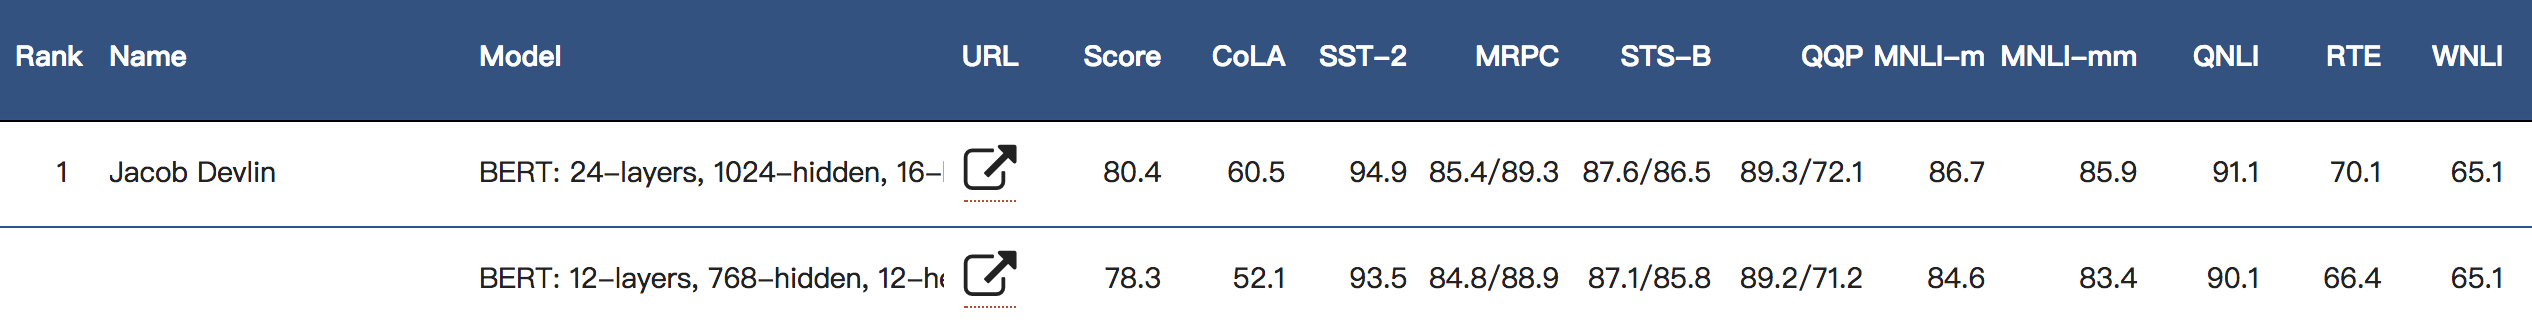 Rank Name Model URL Score CoLA SST-2 MRPC STS-B QQP MNLI-m MNLI-mm QNLI RTE WNLI
1 Jacob Devlin BERT: 24-layers, 1024-hidden, 16- 80.4 60.5 94.9 85.4/89.3 87.6/86.5 89.3/72.1 86.7 85.9 91.1 70.1 65.1
BERT: 12-layers, 768-hidden, 12-he 78.3 52.1 93.5 84.8/88.9 87.1/85.8 89.2/71.2 84.6 83.4 90.1 66.4 65.1